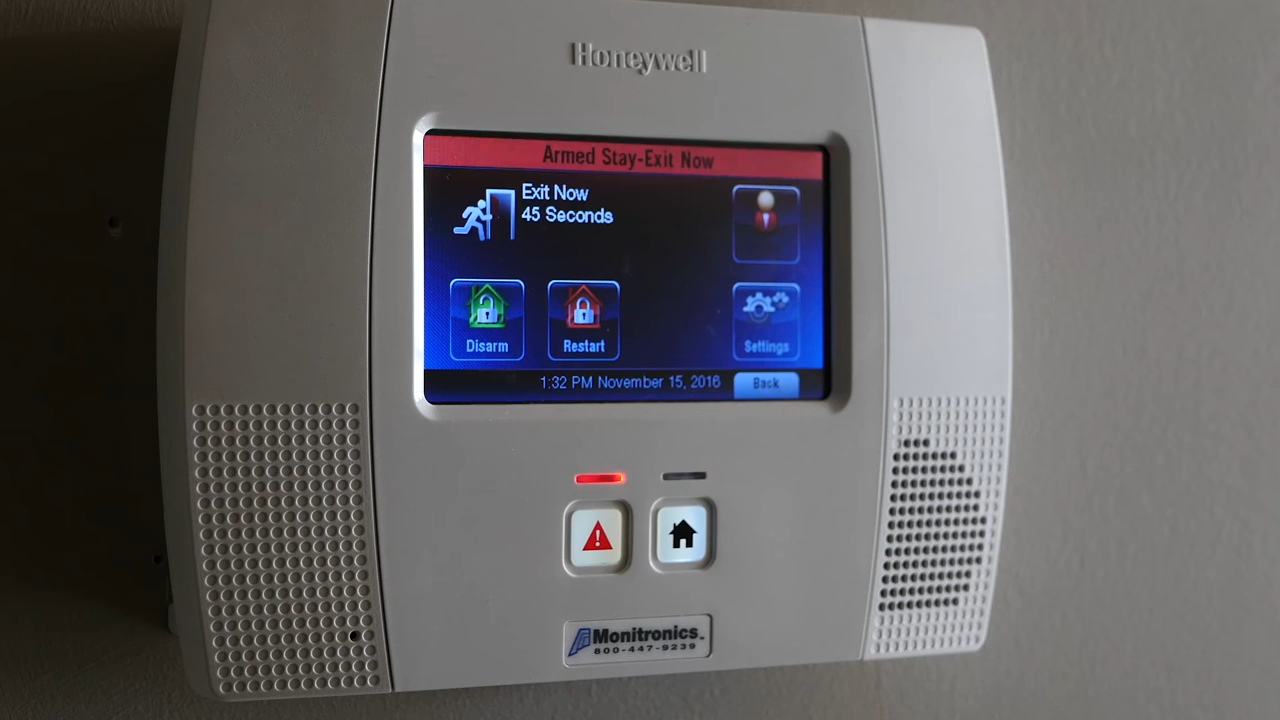 Honeywell
Armed Stay-Exit Now
Exit Now
45 Seconds
Disarm
Restart
Settings
1:32 PM November 15, 2016
Back
Monitronics
800-447-9239